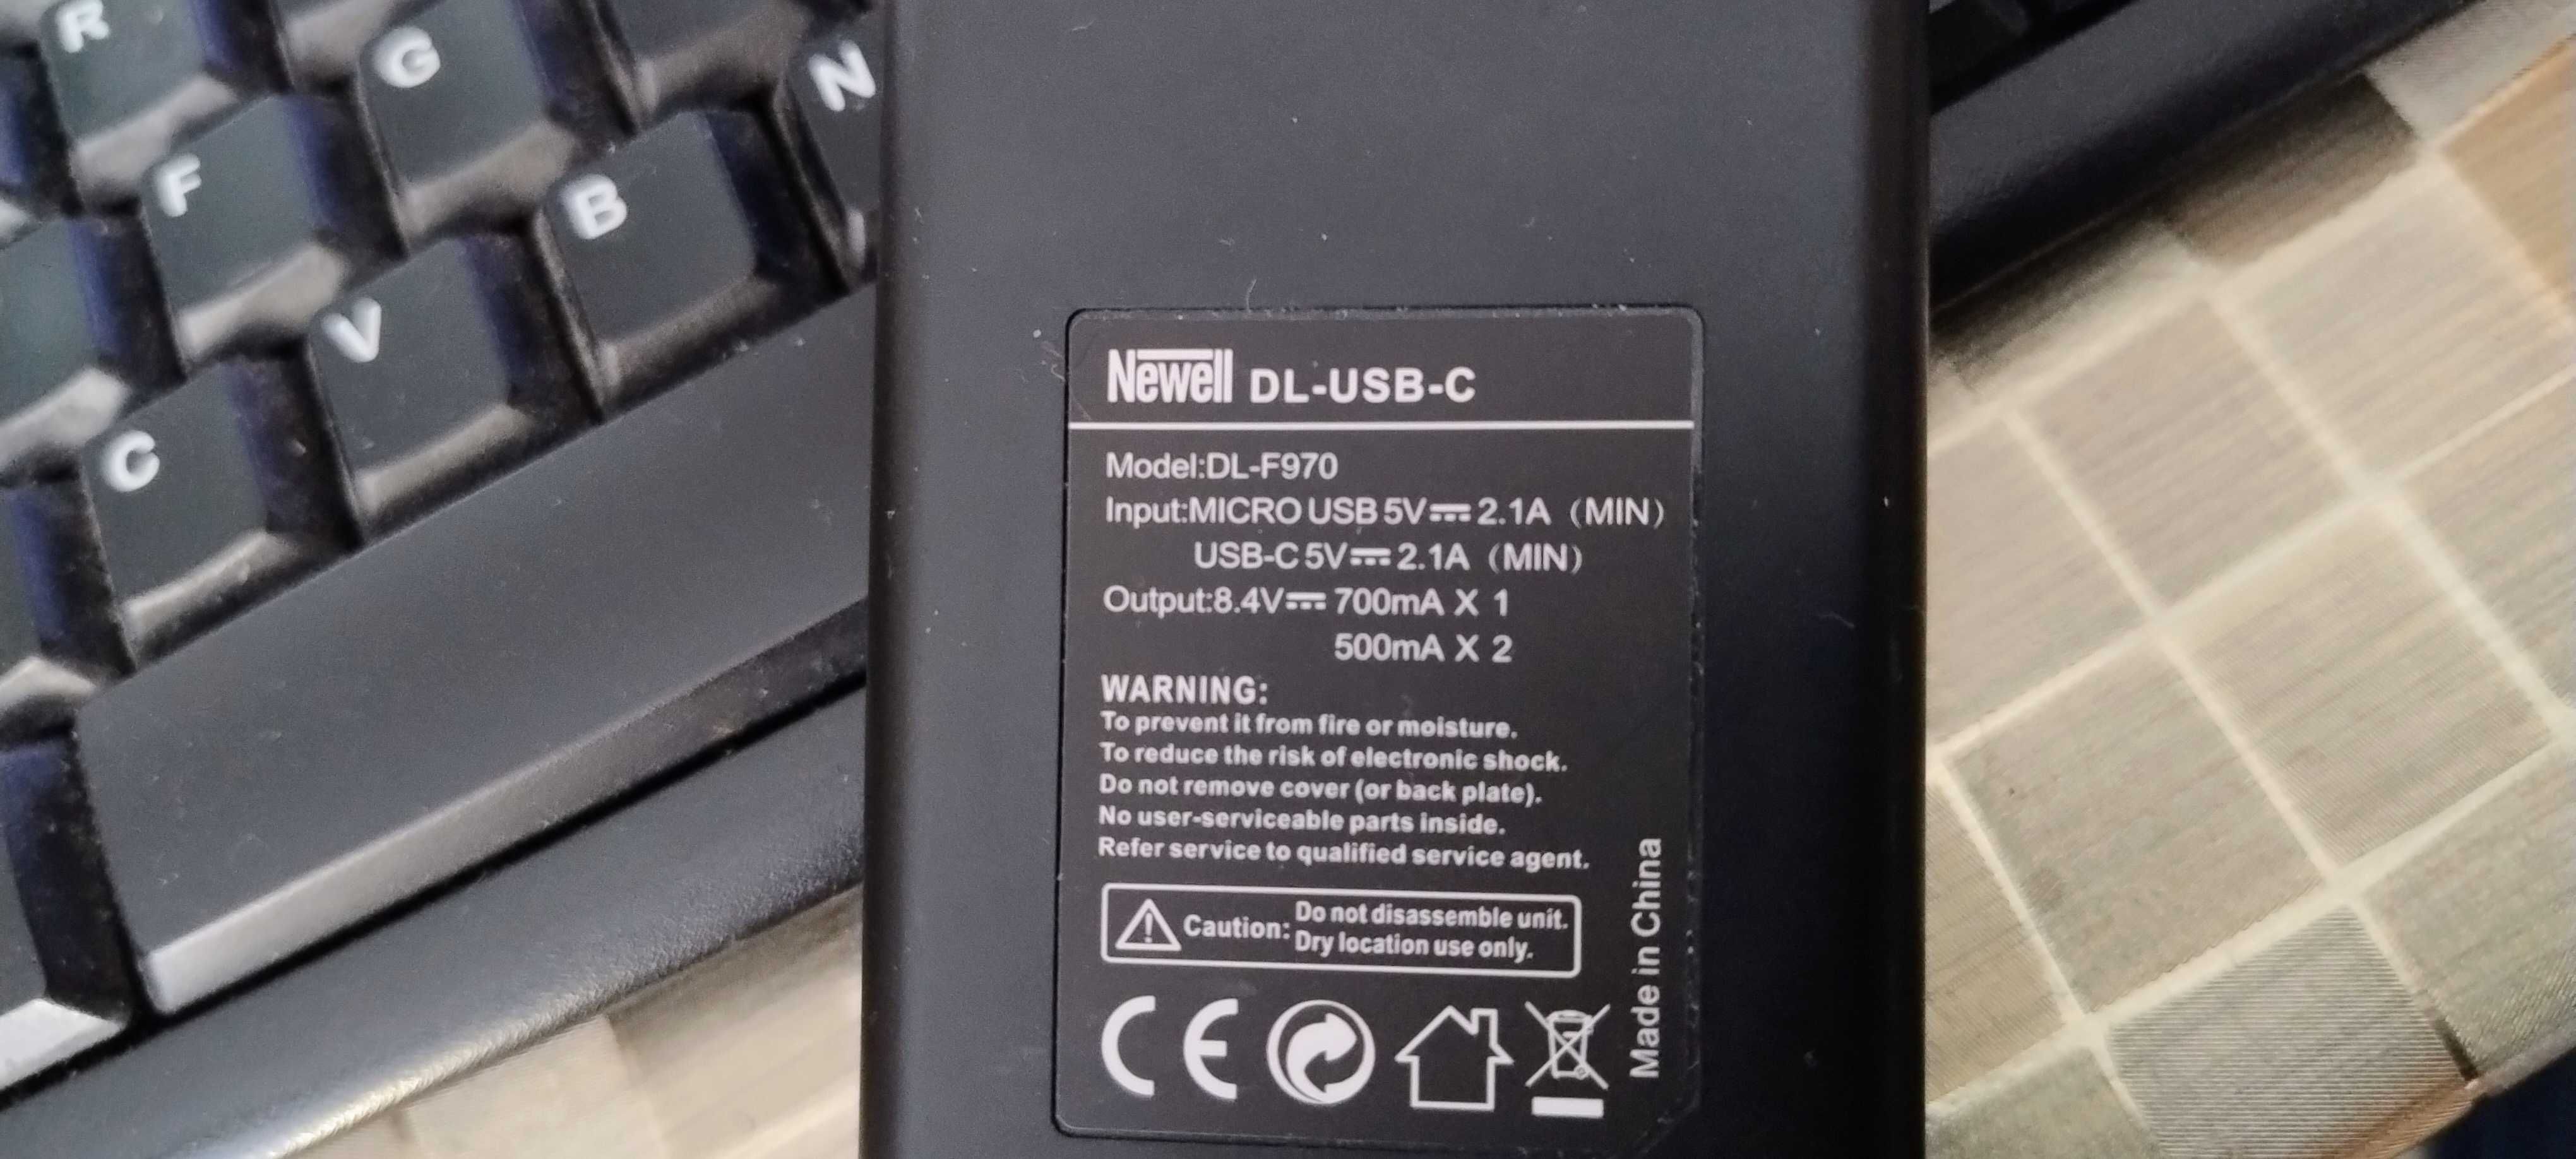 R
G
N
F
B
V
C
Newell DL-USB-C
Model:DL-F970
Input:MICRO USB 5V⎓2.1A（MIN）
USB-C 5V⎓2.1A（MIN）
Output:8.4V⎓700mA X 1
500mA X 2
WARNING:
To prevent it from fire or moisture.
To reduce the risk of electronic shock.
Do not remove cover (or back plate).
No user-serviceable parts inside.
Refer service to qualified service agent.
Caution: Do not disassemble unit.
Dry location use only.
CE
Made in China